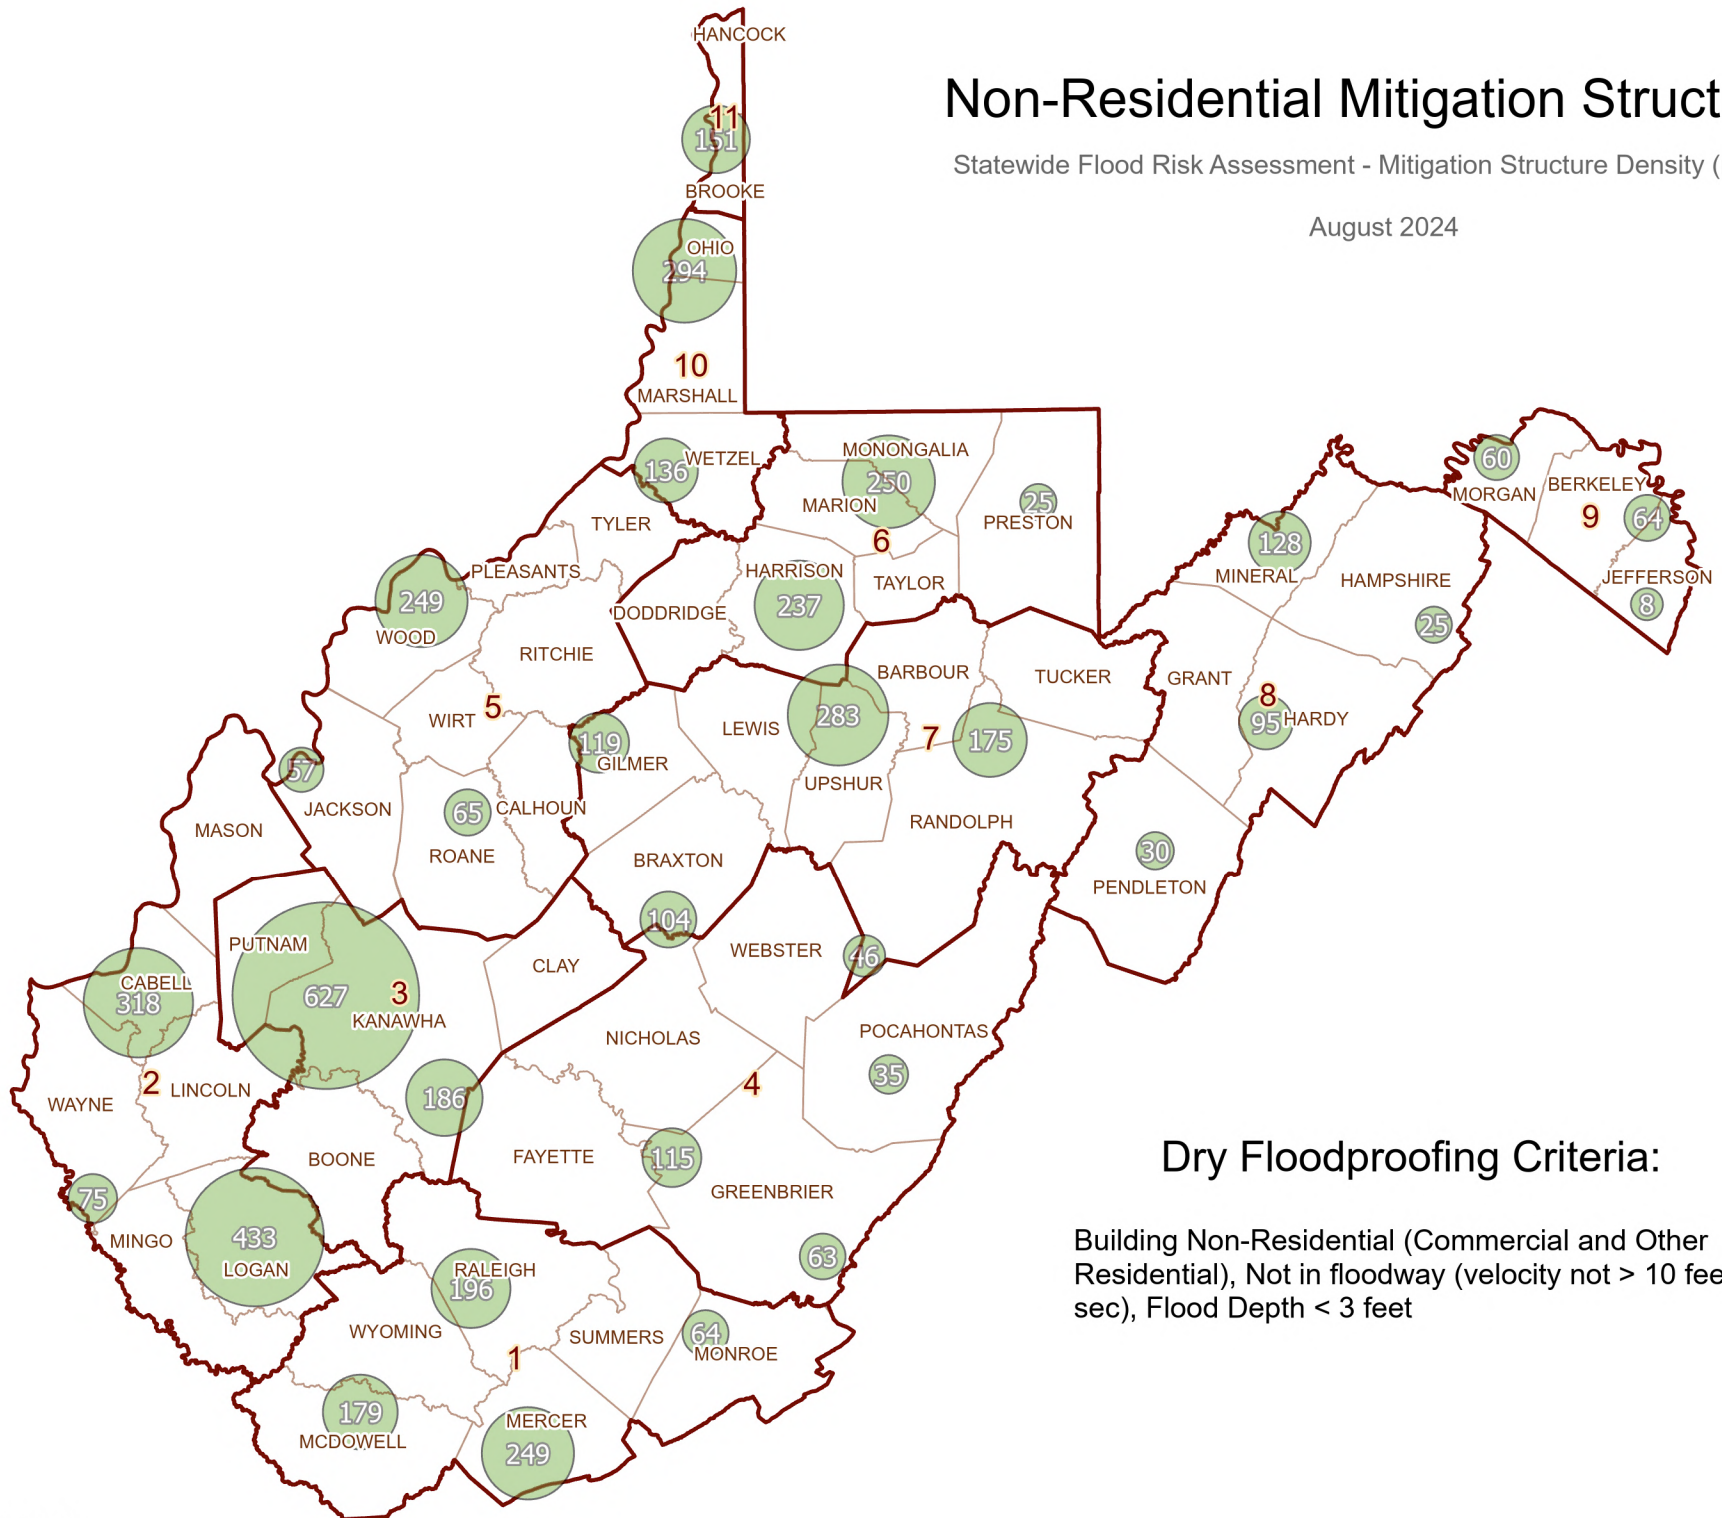 HANCOCK
Non-Residential Mitigation Struct
11
151
Statewide Flood Risk Assessment - Mitigation Structure Density (
BROOKE
August 2024
OHIO
294
10
MARSHALL
MONONGALIA
WETZEL
136
250
60
MORGAN
BERKELEY
MARION
25
PRESTON
9
64
TYLER
6
128
PLEASANTS
HARRISON
TAYLOR
MINERAL
HAMPSHIRE
JEFFERSON
249
237
8
DODDRIDGE
25
WOOD
RITCHIE
BARBOUR
TUCKER
GRANT
8
5
WIRT
LEWIS
283
95
HARDY
119
7
175
GILMER
57
UPSHUR
JACKSON
65
CALHOUN
MASON
RANDOLPH
ROANE
BRAXTON
30
PENDLETON
104
PUTNAM
WEBSTER
46
CLAY
CABELL
318
627
3
KANAWHA
NICHOLAS
POCAHONTAS
35
2
LINCOLN
4
WAYNE
186
BOONE
FAYETTE
115
Dry Floodproofing Criteria:
75
GREENBRIER
MINGO
433
63
Building Non-Residential (Commercial and Other
LOGAN
RALEIGH
Residential), Not in floodway (velocity not > 10 fee
196
sec), Flood Depth < 3 feet
WYOMING
SUMMERS
64
MONROE
1
179
MERCER
MCDOWELL
249